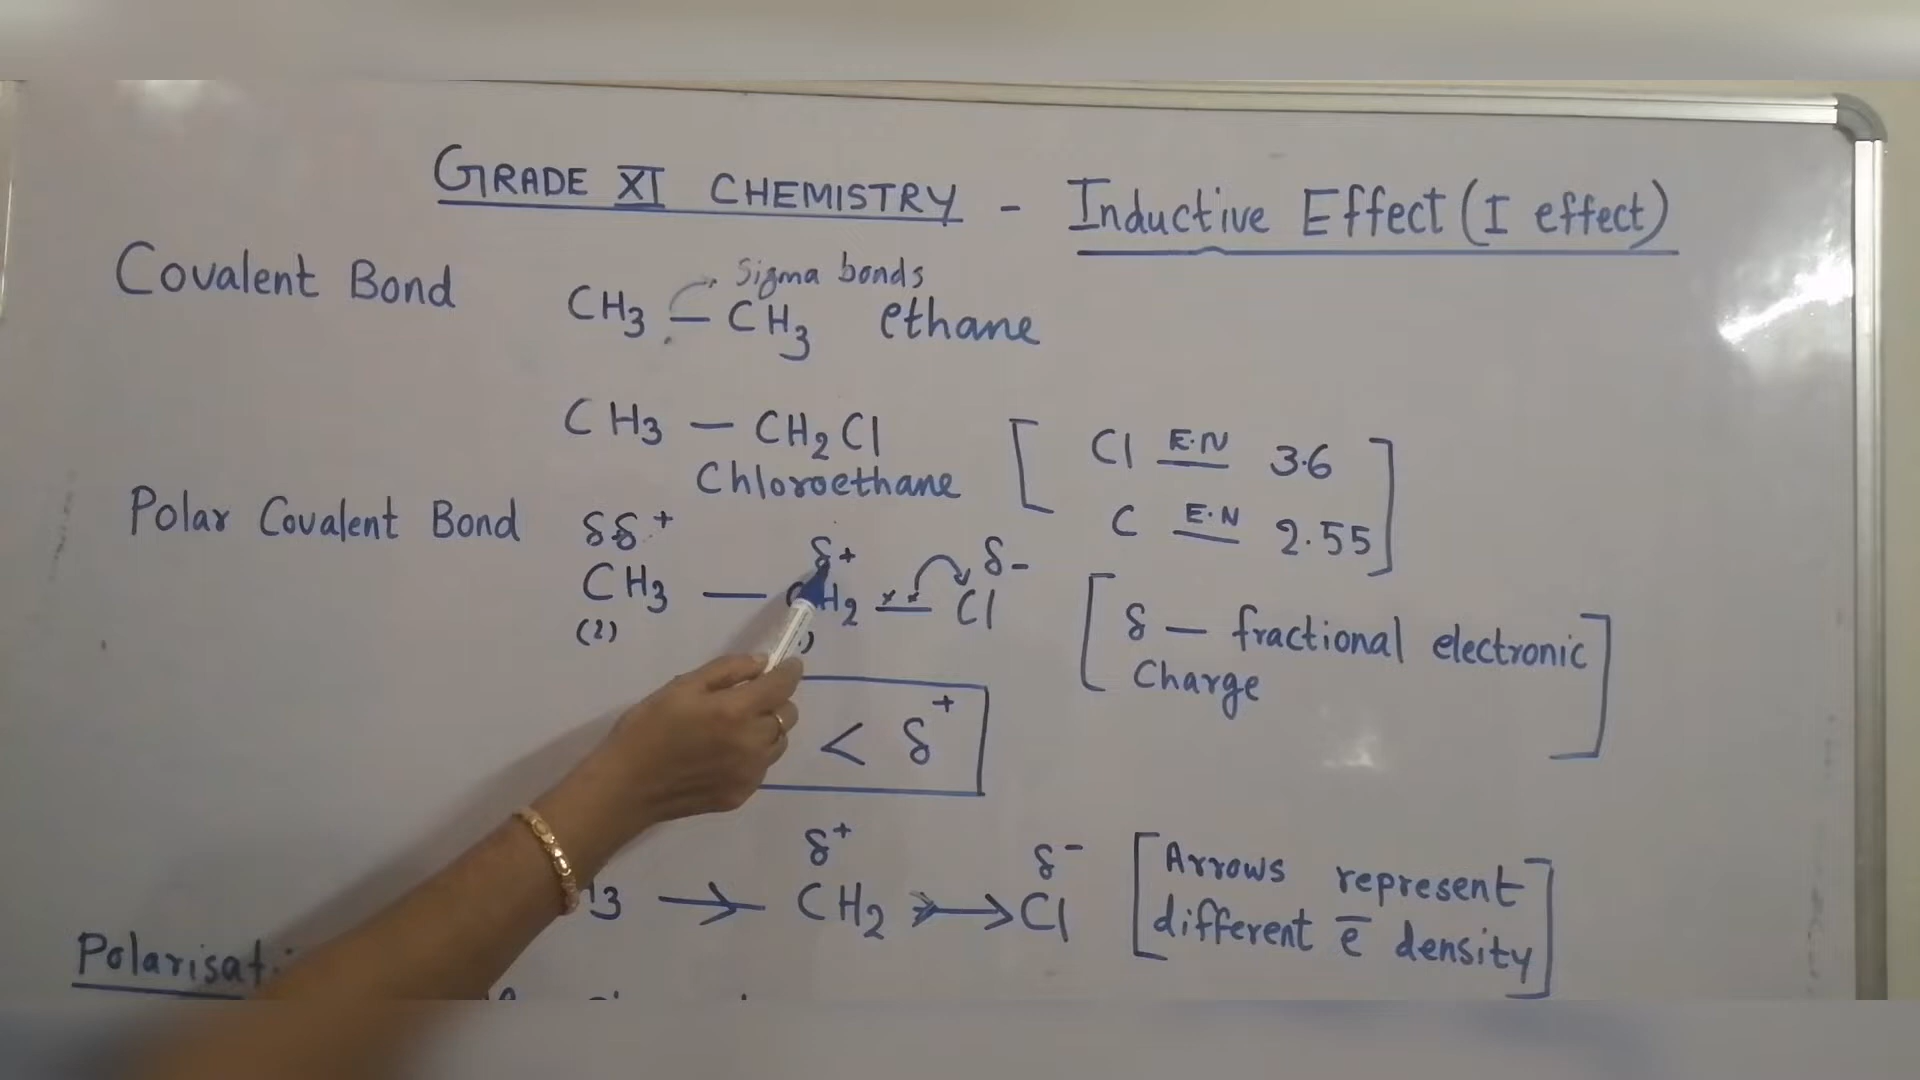 GRADE XI CHEMISTRY - Inductive Effect (I effect)
Sigma bonds
Covalent Bond CH3 — CH3 ethane
CH3 — CH2Cl [ Cl E.N 3.6 ]
Chloroethane
[ C E.N 2.55 ]
Polar Covalent Bond δδ+ δ+ δ-
CH3 — CH2 — Cl
(2)
[ δ — fractional electronic
Charge ]
< δ+
δ+ δ-
3 → CH2 → Cl
[ Arrows represent
different e̅ density ]